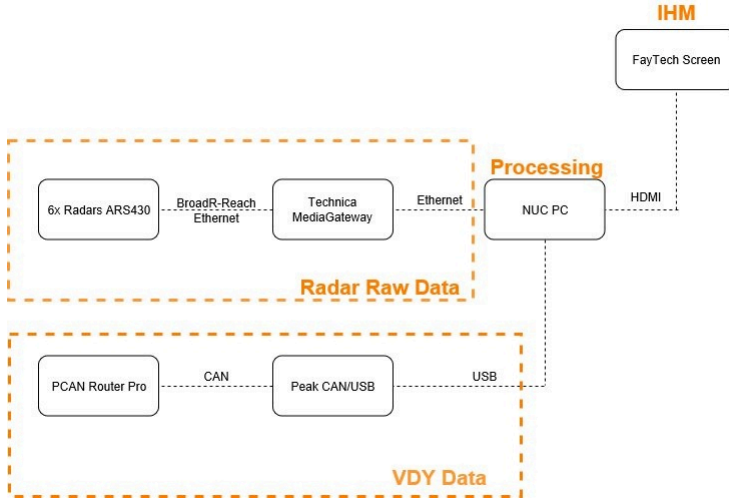 IHM
FayTech Screen
Processing
6x Radars ARS430
BroadR-Reach
Ethernet
Technica
MediaGateway
Ethernet
NUC PC
HDMI
Radar Raw Data
PCAN Router Pro
CAN
Peak CAN/USB
USB
VDY Data